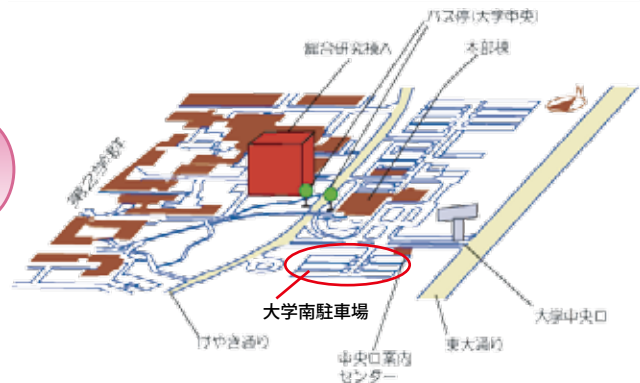 バス停(大学中央)
総合研究棟A
本部棟
第2学群
大学南駐車場
大学中央口
けやき通り
東大通り
中央口案内
センター